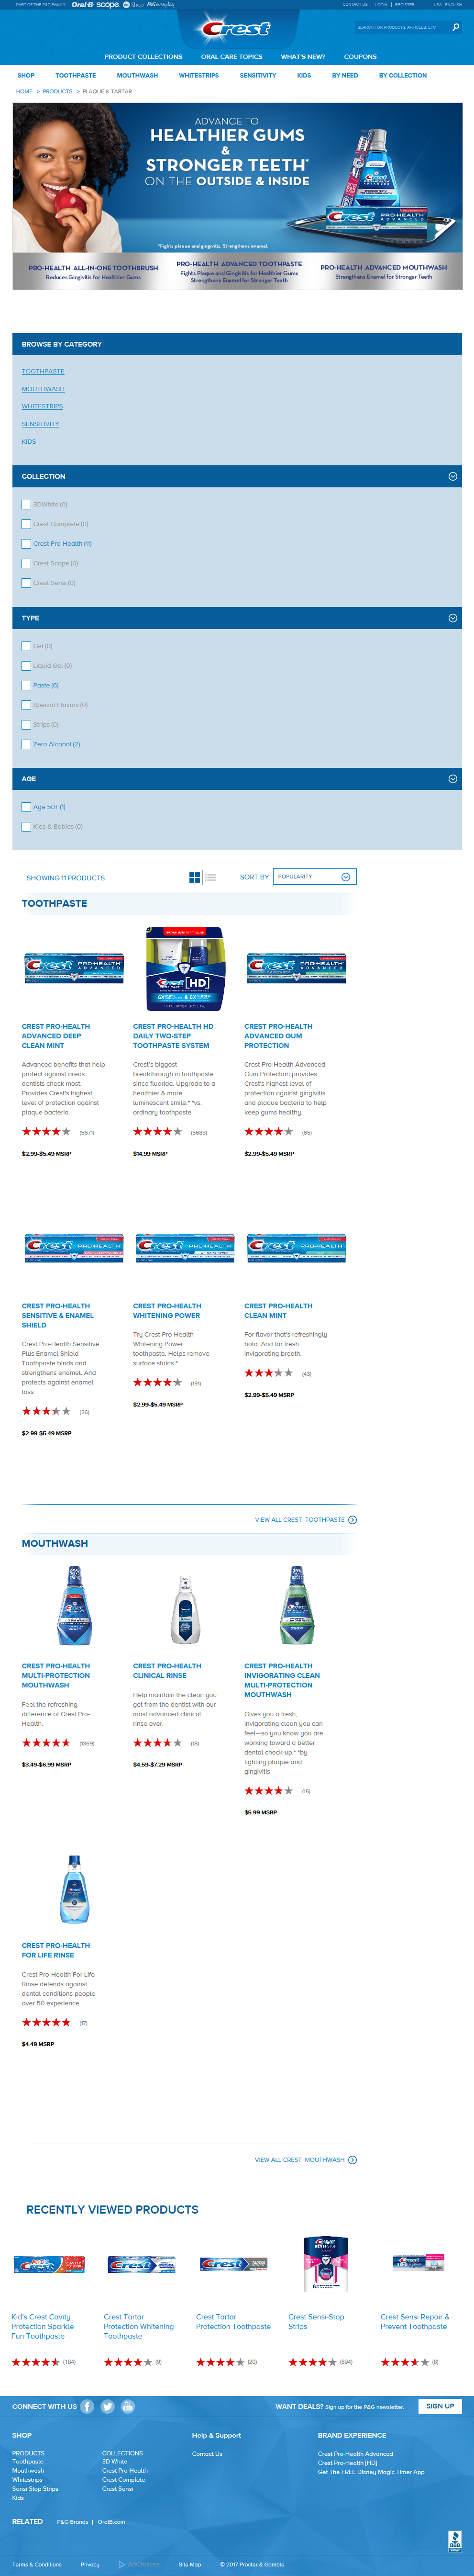 PART OF THE P&G FAMILY
Oral-B
scope
Shop
P&G everyday
CONTACT US | LOGIN | REGISTER
USA - ENGLISH
Crest
SEARCH FOR PRODUCTS, ARTICLES, ETC
PRODUCT COLLECTIONS ORAL CARE TOPICS WHAT'S NEW? COUPONS
SHOP TOOTHPASTE MOUTHWASH WHITESTRIPS SENSITIVITY KIDS BY NEED BY COLLECTION
HOME > PRODUCTS > PLAQUE & TARTAR
ADVANCE TO
HEALTHIER GUMS
&
STRONGER TEETH*
ON THE OUTSIDE & INSIDE
*Fights plaque and gingivitis. Strengthens enamel.
PRO-HEALTH ALL-IN-ONE TOOTHBRUSH
Reduces Gingivitis for Healthier Gums
PRO-HEALTH ADVANCED TOOTHPASTE
Fights Plaque and Gingivitis for Healthier Gums
Strengthens Enamel for Stronger Teeth
PRO-HEALTH ADVANCED MOUTHWASH
Strengthens Enamel for Stronger Teeth
BROWSE BY CATEGORY
TOOTHPASTE
MOUTHWASH
WHITESTRIPS
SENSITIVITY
KIDS
COLLECTION
3DWhite (0)
Crest Complete (0)
Crest Pro-Health (11)
Crest Scope (0)
Crest Sensi (0)
TYPE
Gel (0)
Liquid Gel (0)
Paste (6)
Special Flavors (0)
Strips (0)
Zero Alcohol (2)
AGE
Age 50+ (1)
Kids & Babies (0)
SHOWING 11 PRODUCTS
SORT BY POPULARITY
TOOTHPASTE
CREST PRO-HEALTH
ADVANCED DEEP
CLEAN MINT
Advanced benefits that help
protect against areas
dentists check most.
Provides Crest's highest
level of protection against
plaque bacteria.
(5671)
$2.99-$5.49 MSRP
CREST PRO-HEALTH HD
DAILY TWO-STEP
TOOTHPASTE SYSTEM
Crest's biggest
breakthrough in toothpaste
since fluoride. Upgrade to a
healthier & more
luminescent smile.* *vs.
ordinary toothpaste
(5683)
$14.99 MSRP
CREST PRO-HEALTH
ADVANCED GUM
PROTECTION
Crest Pro-Health Advanced
Gum Protection provides
Crest's highest level of
protection against gingivitis
and plaque bacteria to help
keep gums healthy.
(65)
$2.99-$5.49 MSRP
CREST PRO-HEALTH
SENSITIVE & ENAMEL
SHIELD
Crest Pro-Health Sensitive
Plus Enamel Shield
Toothpaste binds and
strengthens enamel. And
protects against enamel
loss.
(26)
$2.99-$5.49 MSRP
CREST PRO-HEALTH
WHITENING POWER
Try Crest Pro-Health
Whitening Power
toothpaste. Helps remove
surface stains.*
(191)
$2.99-$5.49 MSRP
CREST PRO-HEALTH
CLEAN MINT
For flavor that's refreshingly
bold. And for fresh
invigorating breath.
(43)
$2.99-$5.49 MSRP
VIEW ALL CREST TOOTHPASTE
MOUTHWASH
CREST PRO-HEALTH
MULTI-PROTECTION
MOUTHWASH
Feel the refreshing
difference of Crest Pro-
Health.
(1369)
$3.49-$6.99 MSRP
CREST PRO-HEALTH
CLINICAL RINSE
Help maintain the clean you
get from the dentist with our
most advanced clinical
rinse ever.
(18)
$4.59-$7.29 MSRP
CREST PRO-HEALTH
INVIGORATING CLEAN
MULTI-PROTECTION
MOUTHWASH
Gives you a fresh,
invigorating clean you can
feel—so you know you are
working toward a better
dental check-up.* *by
fighting plaque and
gingivitis
(15)
$5.99 MSRP
CREST PRO-HEALTH
FOR LIFE RINSE
Crest Pro-Health For Life
Rinse defends against
dental conditions people
over 50 experience.
(17)
$4.49 MSRP
VIEW ALL CREST MOUTHWASH
RECENTLY VIEWED PRODUCTS
Kid's Crest Cavity
Protection Sparkle
Fun Toothpaste
(184)
Crest Tartar
Protection Whitening
Toothpaste
(9)
Crest Tartar
Protection Toothpaste
(20)
Crest Sensi-Stop
Strips
(894)
Crest Sensi Repair &
Prevent Toothpaste
(8)
CONNECT WITH US
WANT DEALS? Sign up for the P&G newsletter.
SIGN UP
SHOP
PRODUCTS
Toothpaste
Mouthwash
Whitestrips
Sensi Stop Strips
Kids
COLLECTIONS
3D White
Crest Pro-Health
Crest Complete
Crest Sensi
Help & Support
Contact Us
BRAND EXPERIENCE
Crest Pro-Health Advanced
Crest Pro-Health [HD]
Get The FREE Disney Magic Timer App
RELATED P&G Brands | OralB.com
BBB
Terms & Conditions Privacy AdChoices Site Map © 2017 Procter & Gamble